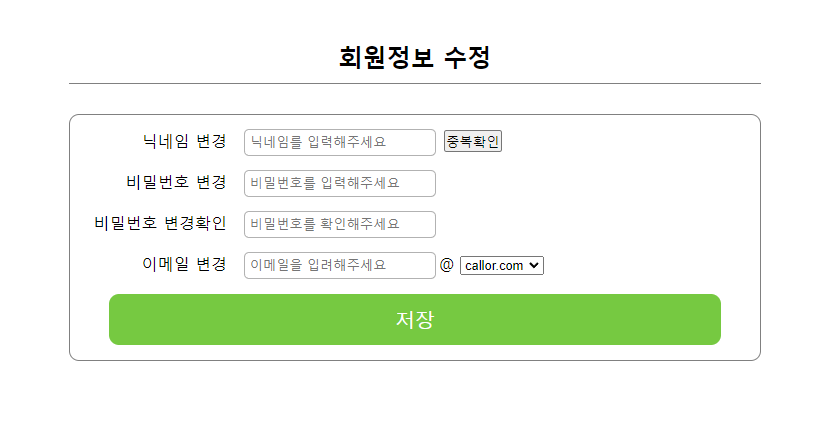 회원정보 수정
닉네임 변경 닉네임를 입력해주세요 중복확인
비밀번호 변경 비밀번호를 입력해주세요
비밀번호 변경확인 비밀번호를 확인해주세요
이메일 변경 이메일을 입려해주세요 @ callor.com
저장